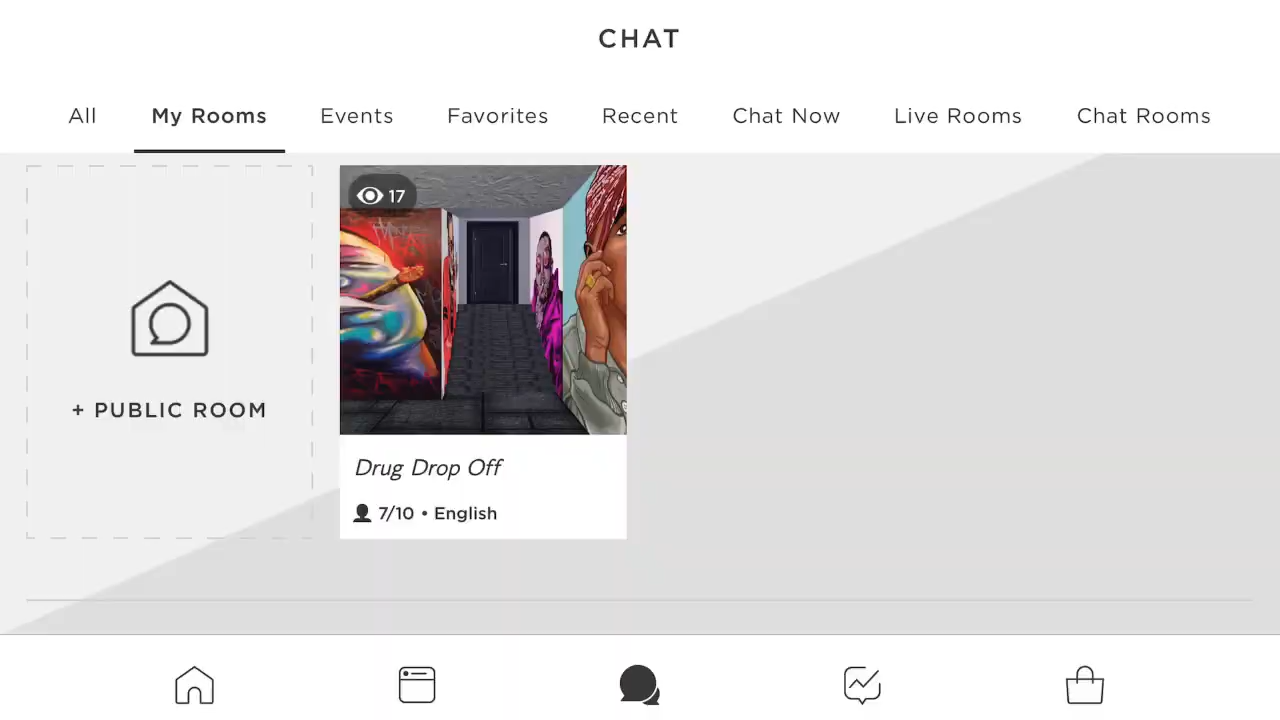 CHAT
All
My Rooms
Events
Favorites
Recent
Chat Now
Live Rooms
Chat Rooms
17
+ PUBLIC ROOM
Drug Drop Off
7/10 • English